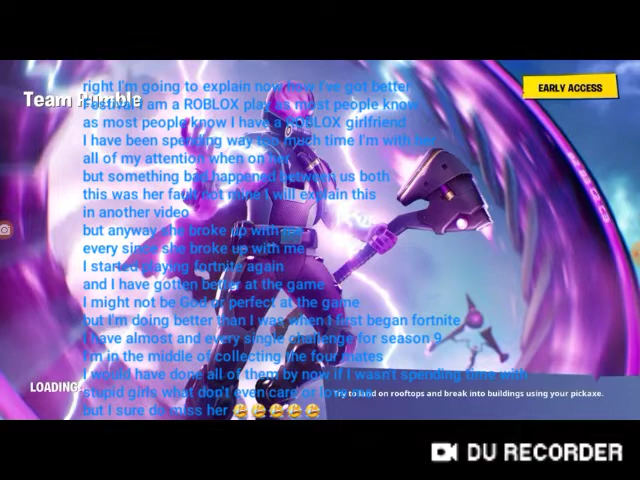 right I'm going to explain now how I've got better
Team Rumble
EARLY ACCESS
Festival I am a ROBLOX play as most people know
as most people know I have a ROBLOX girlfriend
I have been spending way too much time I'm with her
all of my attention when on her
but something bad happened between us both
this was her fault not mine I will explain this
in another video
but anyway she broke up with me
every since she broke up with me
I started playing fortnite again
and I have gotten better at the game
I might not be God or perfect at the game
but I'm doing better than I was when I first began fortnite
I have almost and every single challenge for season 9
I'm in the middle of collecting the four mates
I would have done all of them by now if I wasn't spending time with
LOADING
stupid girls what don't even care or love me
Try to land on rooftops and break into buildings using your pickaxe.
but I sure do miss her 😂😂😂😂😂
DU RECORDER